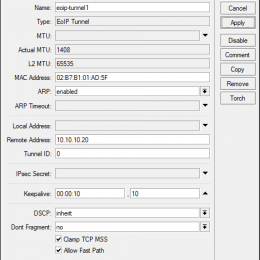 Name: eoip-tunnel1
Type: EoIP Tunnel
MTU:
Actual MTU: 1408
L2 MTU: 65535
MAC Address: 02:B7:B1:01:AD:5F
ARP: enabled
ARP Timeout:
Local Address:
Remote Address: 10.10.10.20
Tunnel ID: 0
IPsec Secret:
Keepalive: 00:00:10 , 10
DSCP: inherit
Dont Fragment: no
Clamp TCP MSS
Allow Fast Path
Cancel
Apply
Disable
Comment
Copy
Remove
Torch